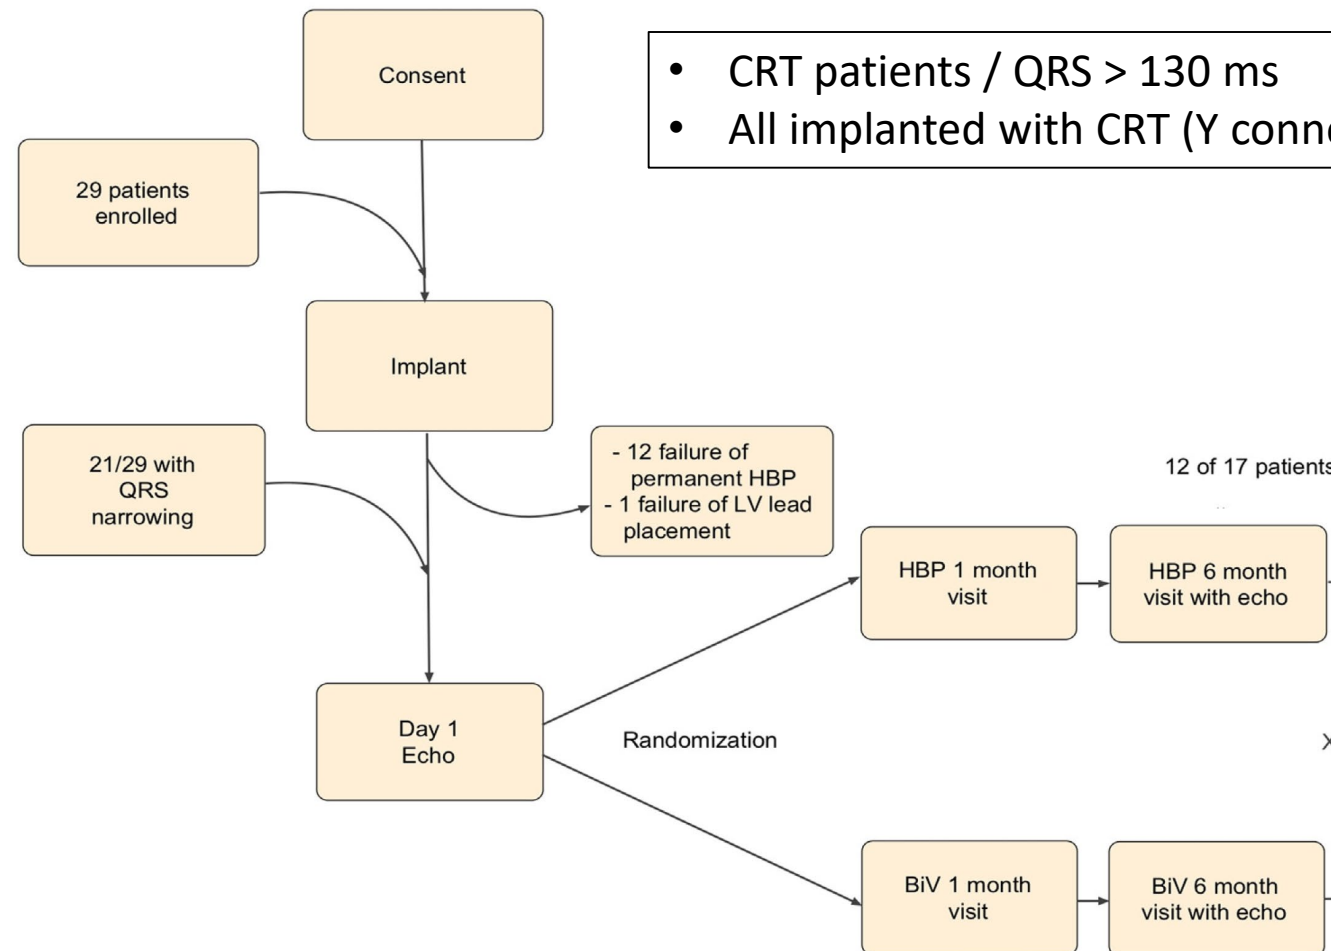 Consent
• CRT patients / QRS > 130 ms
• All implanted with CRT (Y
29 patients
enrolled
Implant
21/29 with
QRS
narrowing
- 12 failure of
permanent HBP
- 1 failure of LV lead
placement
12 of 17 patients
HBP 1 month
visit
HBP 6 month
visit with echo
Day 1
Echo
Randomization
X
BiV 1 month
visit
BiV 6 month
visit with echo